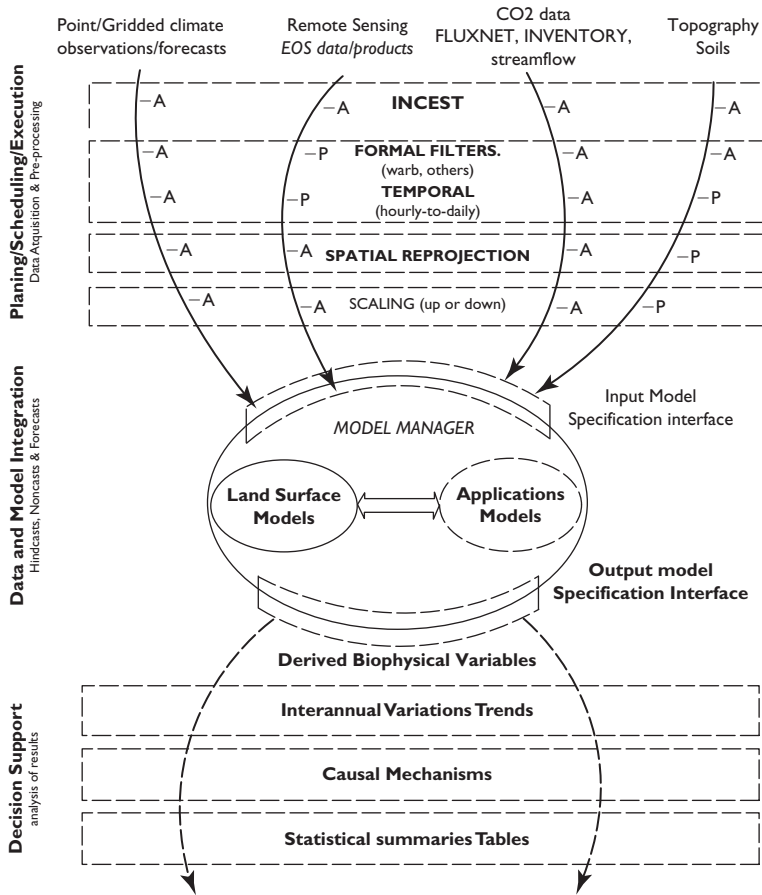 Point/Gridded climate
observations/forecasts
Remote Sensing
EOS data/products
CO2 data
FLUXNET, INVENTORY,
streamflow
Topography
Soils
Planing/Scheduling/Execution
Data Atquisition & Pre-processing
–A
–A
INCEST
–A
–A
–A
–P
FORMAL FILTERS.
(warb, others)
–A
–A
–A
–P
TEMPORAL
(hourly-to-daily)
–A
–P
–A
–A
SPATIAL REPROJECTION
–A
–P
–A
–A
SCALING (up or down)
–A
–P
Data and Model Integration
Hindcasts, Noncasts & Forecasts
Input Model
Specification interface
MODEL MANAGER
Land Surface
Models
Applications
Models
Output model
Specification Interface
Derived Biophysical Variables
Decision Support
analysis of results
Interannual Variations Trends
Causal Mechanisms
Statistical summaries Tables